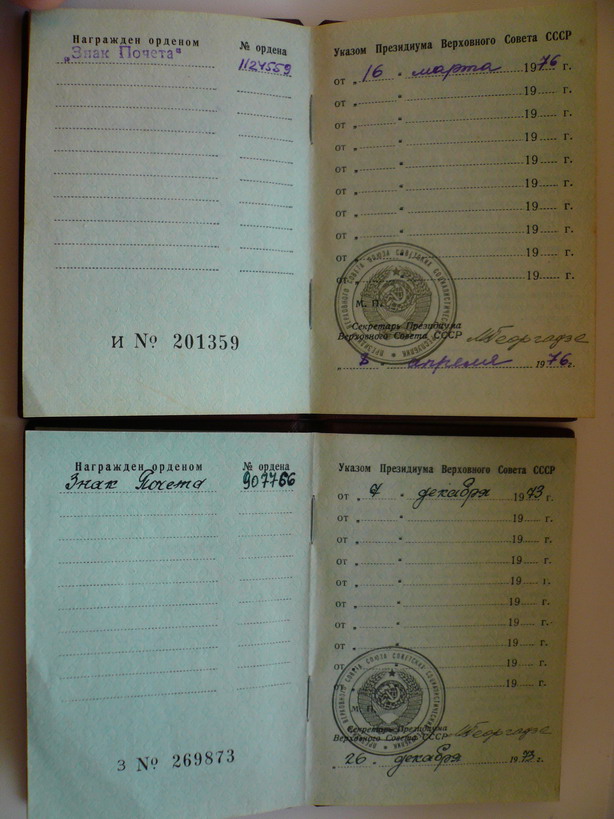 Награжден орденом № ордена
„Знак Почета“ 1124559
И № 201359
Указом Президиума Верховного Совета СССР
от „ 16 “ марта 1976 г.
от „ “ 19 г.
от „ “ 19 г.
от „ “ 19 г.
от „ “ 19 г.
от „ “ 19 г.
от „ “ 19 г.
от „ “ 19 г.
от „ “ 19 г.
от „ “ 19 г.
М. П.
Секретарь Президиума
Верховного Совета СССР МГеоргадзе
„ 8 “ апреля 1976 г.
Награжден орденом № ордена
Знак Почета 907766
З № 269873
Указом Президиума Верховного Совета СССР
от „ 7 “ декабря 1973 г.
от „ “ 19 г.
от „ “ 19 г.
от „ “ 19 г.
от „ “ 19 г.
от „ “ 19 г.
от „ “ 19 г.
от „ “ 19 г.
от „ “ 19 г.
от „ “ 19 г.
М. П.
Секретарь Президиума
Верховного Совета СССР МГеоргадзе
„ 26 “ декабря 1973 г.